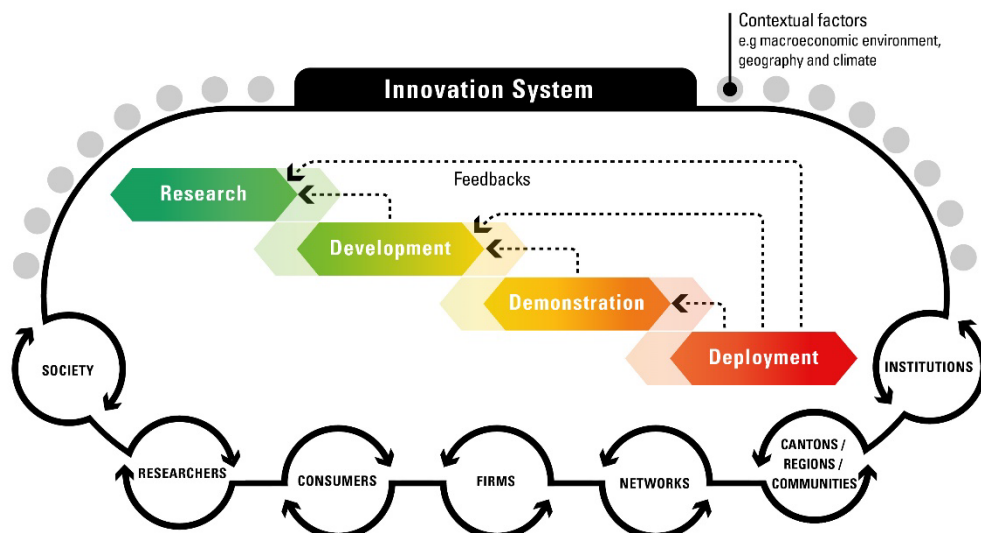 Contextual factors
e.g macroeconomic environment,
geography and climate
Innovation System
Feedbacks
Research
Development
Demonstration
Deployment
SOCIETY
INSTITUTIONS
RESEARCHERS
CONSUMERS
FIRMS
NETWORKS
CANTONS /
REGIONS /
COMMUNITIES